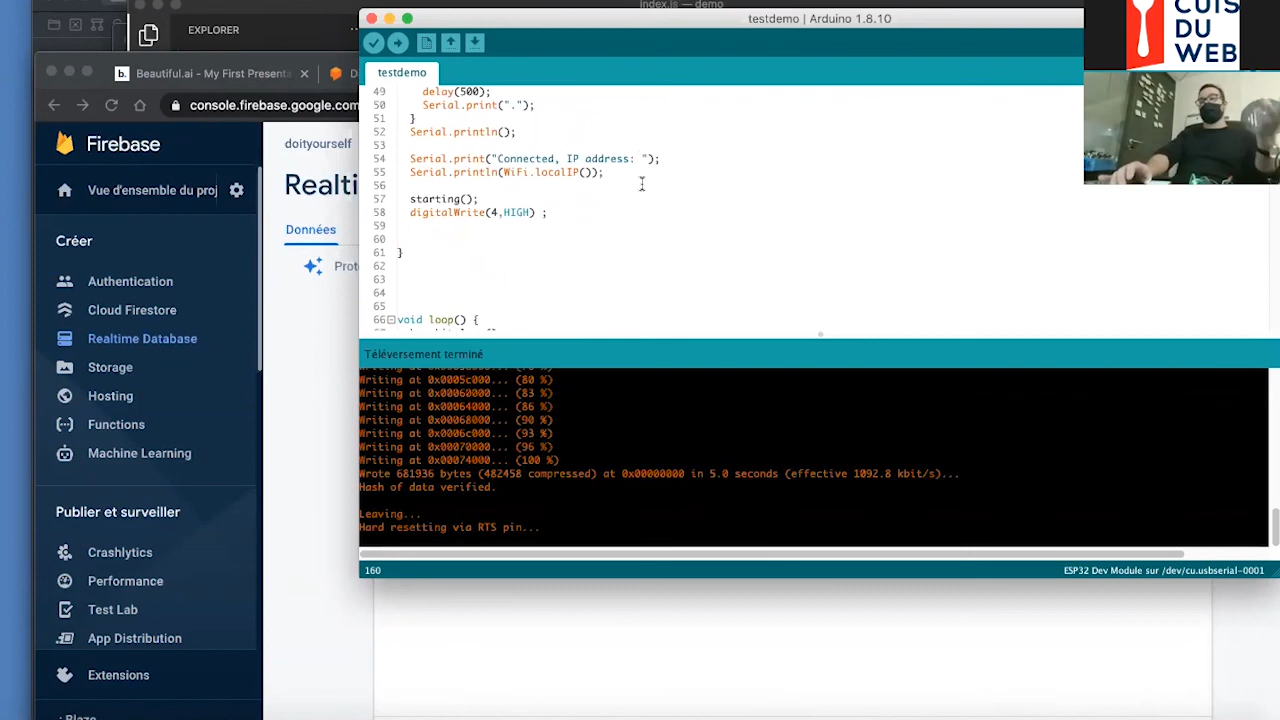 index.js — demo
EXPLORER
testdemo | Arduino 1.8.10
CUIS
DU
WEB
testdemo
b. Beautiful.ai - My First Presenta
console.firebase.google.com
Firebase
Vue d'ensemble du proj
Créer
Authentication
Cloud Firestore
Realtime Database
Storage
Hosting
Functions
Machine Learning
Publier et surveiller
Crashlytics
Performance
Test Lab
App Distribution
Extensions
Blaze
doityourself
Realti
Données
Prote
49 delay(500);
50 Serial.print(".");
51 }
52 Serial.println();
53
54 Serial.print("Connected, IP address: ");
55 Serial.println(WiFi.localIP());
56
57 starting();
58 digitalWrite(4,HIGH) ;
59
60
61 }
62
63
64
65
66 void loop() {
Téléversement terminé
Writing at 0x0005c000... (80 %)
Writing at 0x00060000... (83 %)
Writing at 0x00064000... (86 %)
Writing at 0x00068000... (90 %)
Writing at 0x0006c000... (93 %)
Writing at 0x00070000... (96 %)
Writing at 0x00074000... (100 %)
Wrote 681936 bytes (482458 compressed) at 0x00000000 in 5.0 seconds (effective 1092.8 kbit/s)...
Hash of data verified.
Leaving...
Hard resetting via RTS pin...
160
ESP32 Dev Module sur /dev/cu.usbserial-0001